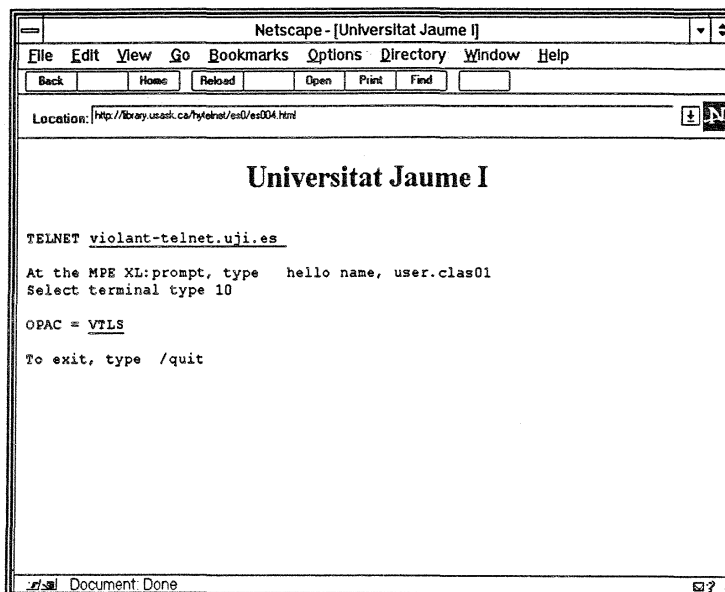 Netscape - [Universitat Jaume I]
File Edit View Go Bookmarks Options Directory Window Help
Back Home Reload Open Print Find
Location: http://library.usask.ca/hytelnet/es0/es004.html
N
Universitat Jaume I
TELNET violant-telnet.uji.es
At the MPE XL:prompt, type hello name, user.clas01
Select terminal type 10
OPAC = VTLS
To exit, type /quit
Document: Done
?